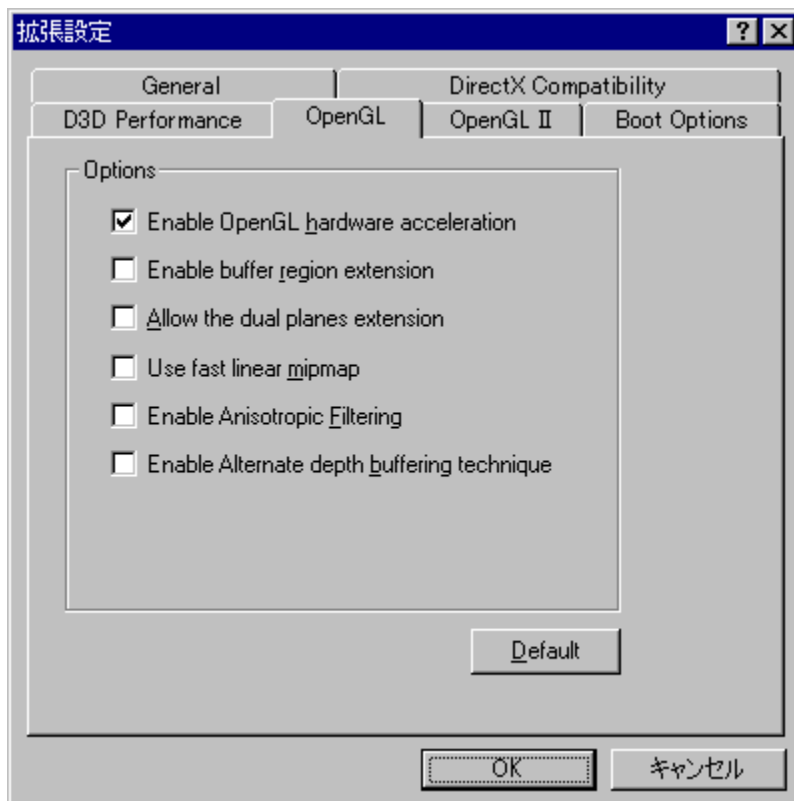 拡張設定
General
DirectX Compatibility
D3D Performance
OpenGL
OpenGL II
Boot Options
Options
Enable OpenGL hardware acceleration
Enable buffer region extension
Allow the dual planes extension
Use fast linear mipmap
Enable Anisotropic Filtering
Enable Alternate depth buffering technique
Default
OK
キャンセル